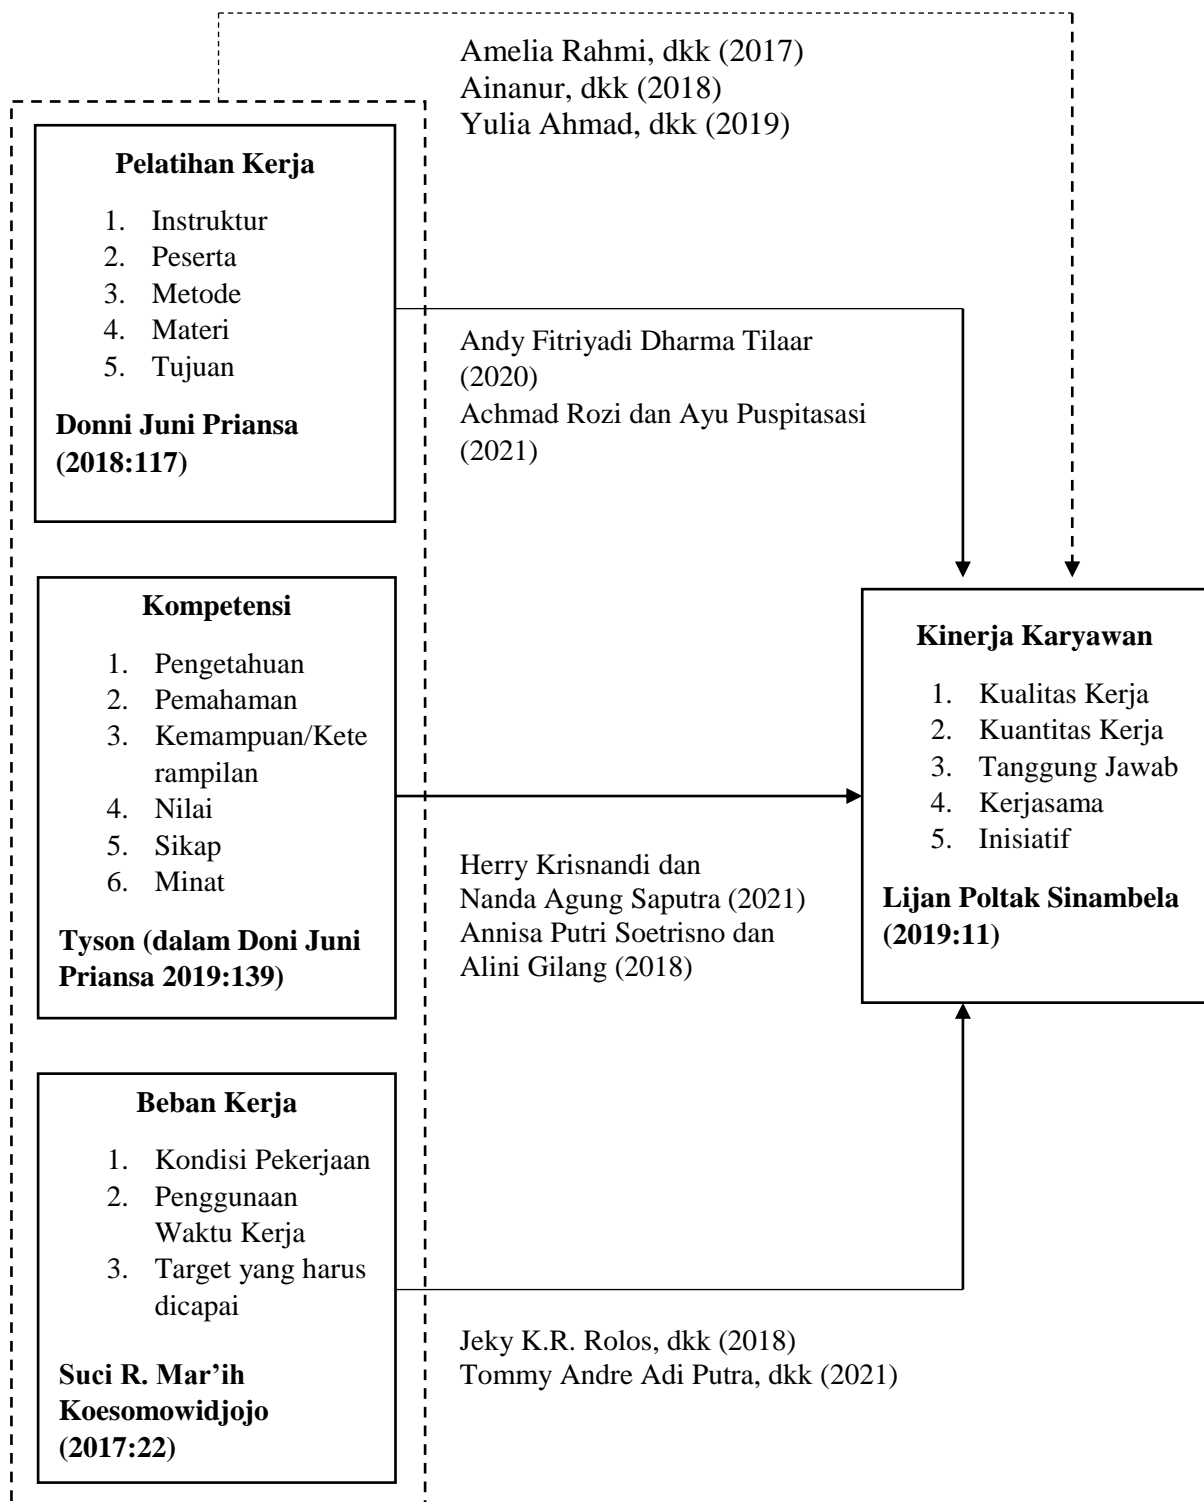 Amelia Rahmi, dkk (2017)
Ainanur, dkk (2018)
Yulia Ahmad, dkk (2019)
Pelatihan Kerja
1. Instruktur
2. Peserta
3. Metode
4. Materi
5. Tujuan
Donni Juni Priansa
(2018:117)
Andy Fitriyadi Dharma Tilaar
(2020)
Achmad Rozi dan Ayu Puspitasasi
(2021)
Kompetensi
1. Pengetahuan
2. Pemahaman
3. Kemampuan/Kete
rampilan
4. Nilai
5. Sikap
6. Minat
Tyson (dalam Doni Juni
Priansa 2019:139)
Herry Krisnandi dan
Nanda Agung Saputra (2021)
Annisa Putri Soetrisno dan
Alini Gilang (2018)
Kinerja Karyawan
1. Kualitas Kerja
2. Kuantitas Kerja
3. Tanggung Jawab
4. Kerjasama
5. Inisiatif
Lijan Poltak Sinambela
(2019:11)
Beban Kerja
1. Kondisi Pekerjaan
2. Penggunaan
Waktu Kerja
3. Target yang harus
dicapai
Suci R. Mar’ih
Koesomowidjojo
(2017:22)
Jeky K.R. Rolos, dkk (2018)
Tommy Andre Adi Putra, dkk (2021)